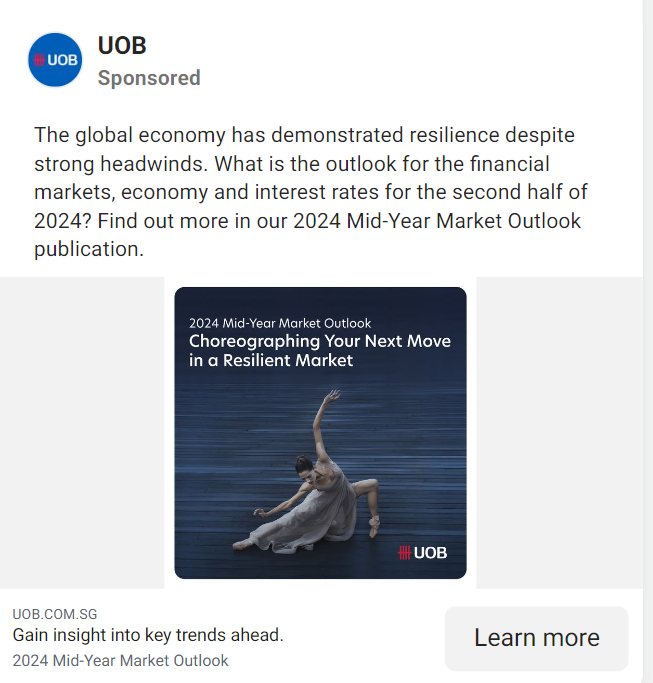 UOB
UOB
Sponsored
The global economy has demonstrated resilience despite
strong headwinds. What is the outlook for the financial
markets, economy and interest rates for the second half of
2024? Find out more in our 2024 Mid-Year Market Outlook
publication.
2024 Mid-Year Market Outlook
Choreographing Your Next Move
in a Resilient Market
UOB
UOB.COM.SG
Gain insight into key trends ahead.
2024 Mid-Year Market Outlook
Learn more